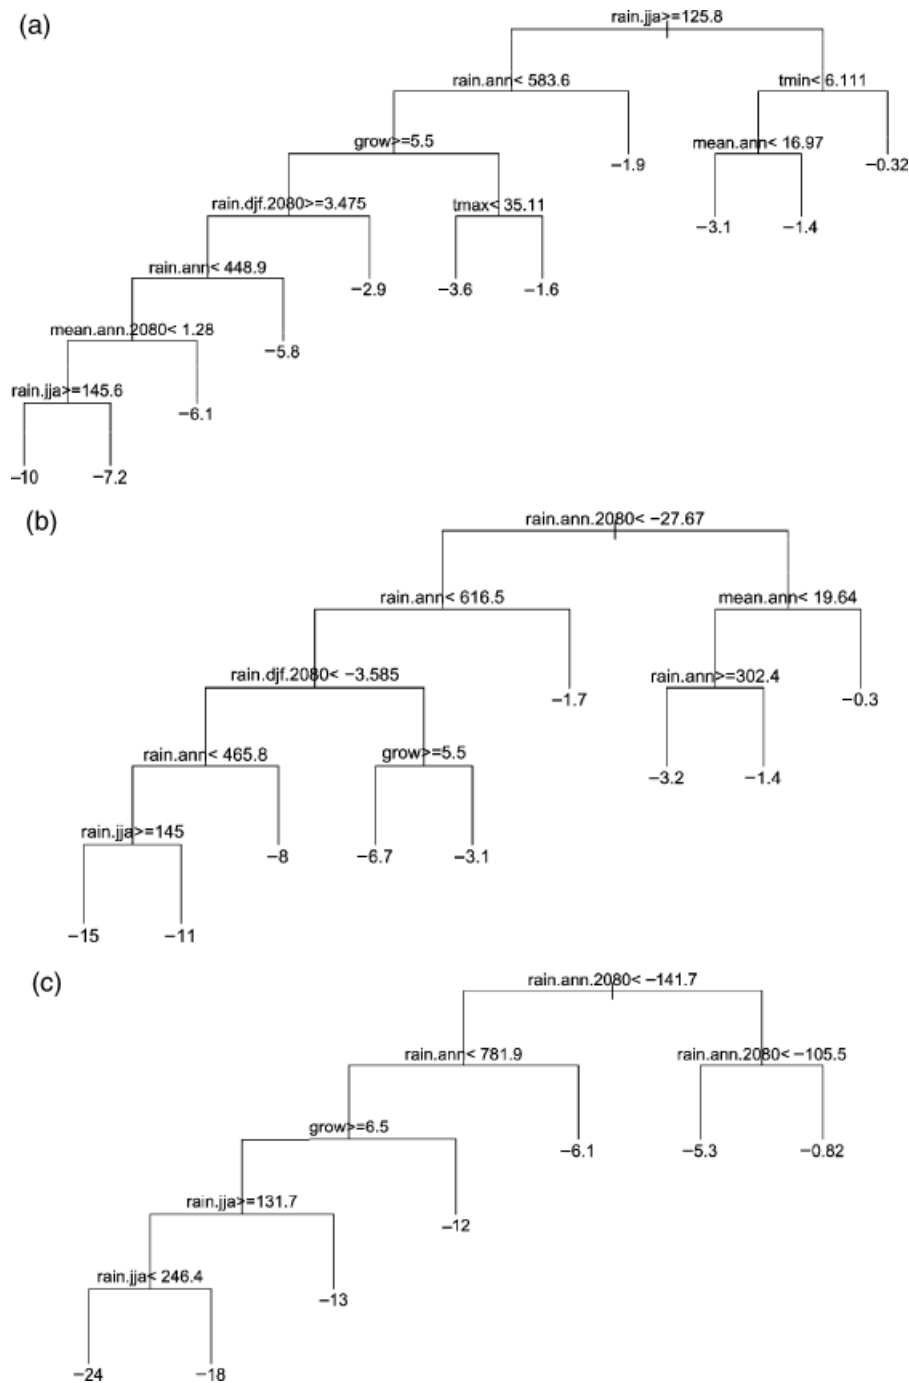 (a)
rain.jja>=125.8
rain.ann< 583.6
tmin< 6.111
grow>=5.5
−1.9
mean.ann< 16.97
−0.32
rain.djf.2080>=3.475
tmax< 35.11
−3.1
−1.4
rain.ann< 448.9
−2.9
−3.6
−1.6
mean.ann.2080< 1.28
−5.8
rain.jja>=145.6
−6.1
−10
−7.2
(b)
rain.ann.2080< −27.67
rain.ann< 616.5
mean.ann< 19.64
rain.djf.2080< −3.585
−1.7
rain.ann>=302.4
−0.3
rain.ann< 465.8
grow>=5.5
−3.2
−1.4
rain.jja>=145
−8
−6.7
−3.1
−15
−11
(c)
rain.ann.2080< −141.7
rain.ann< 781.9
rain.ann.2080< −105.5
grow>=6.5
−6.1
−5.3
−0.82
rain.jja>=131.7
−12
rain.jja< 246.4
−13
−24
−18